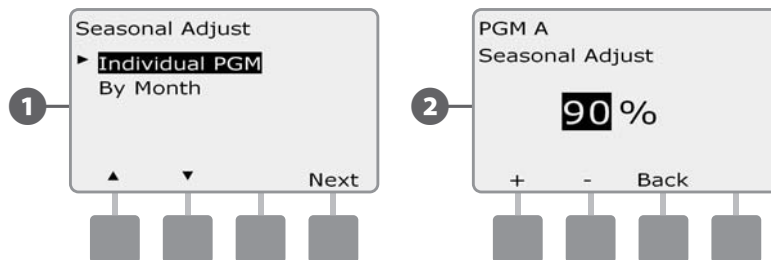 1
Seasonal Adjust
► Individual PGM
By Month
▲ ▼ Next
2
PGM A
Seasonal Adjust
90 %
+ - Back